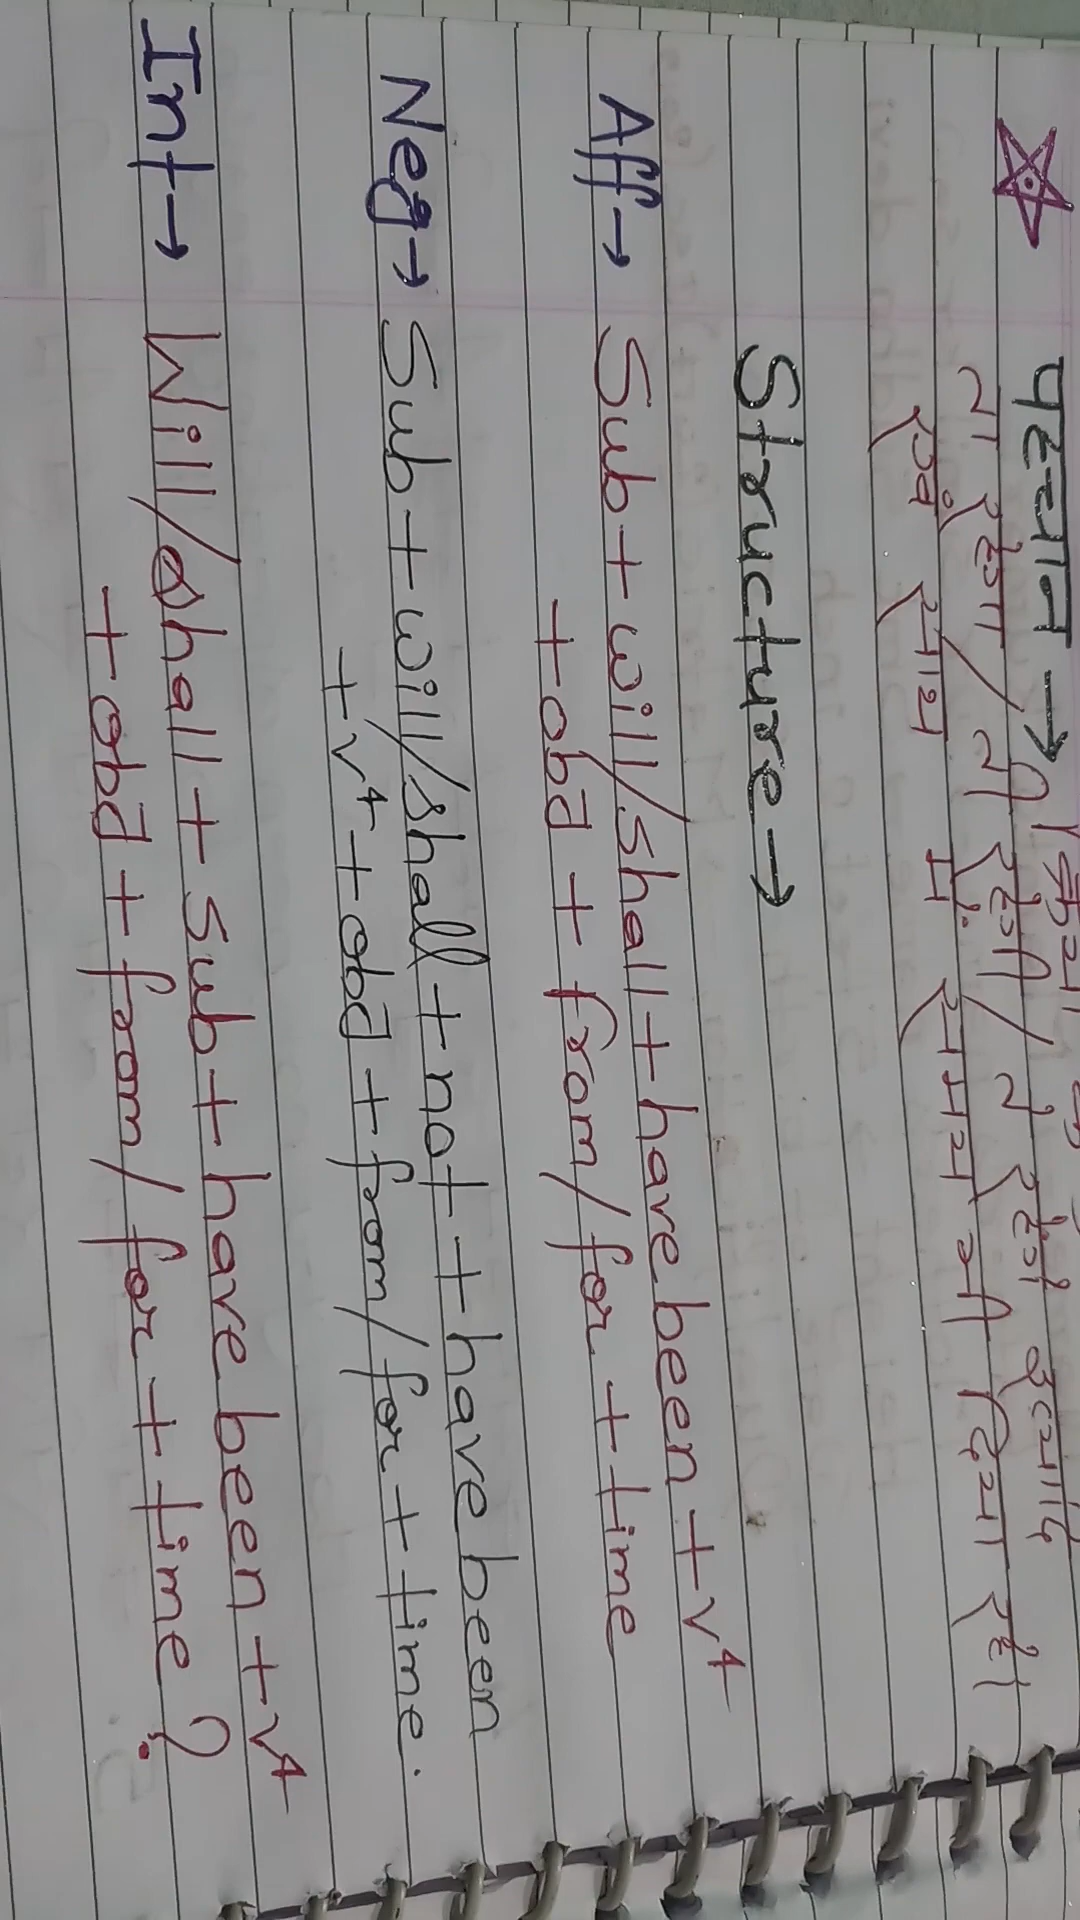 पहचान → क्रिया के
ता रहेगा / ती रहेगी / ते रहेंगे इत्यादि
एवं साथ में समय भी दिया रहे।
Structure →
Aff → Sub + will/shall + have been + v4
+ obj + from/for + time
Neg → Sub + will/shall + not + have been
+ v4 + obj + from/for + time.
Int → Will/shall + Sub + have been + v4
+ obj + from/for + time?